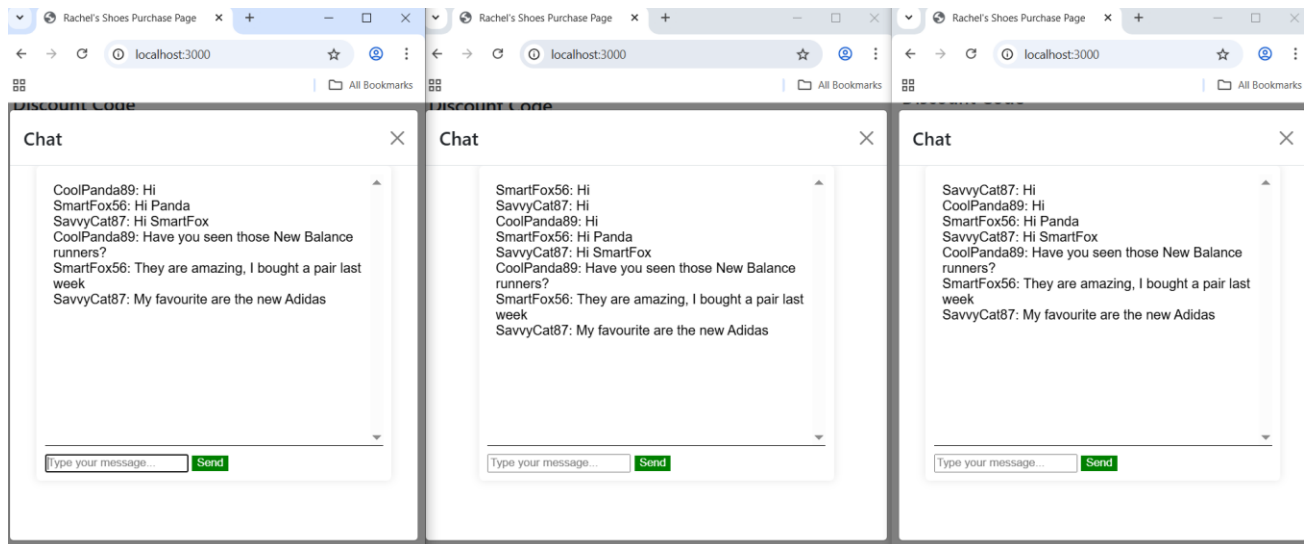 Rachel's Shoes Purchase Page
localhost:3000
All Bookmarks
Discount Code
Chat
CoolPanda89: Hi
SmartFox56: Hi Panda
SavvyCat87: Hi SmartFox
CoolPanda89: Have you seen those New Balance
runners?
SmartFox56: They are amazing, I bought a pair last
week
SavvyCat87: My favourite are the new Adidas
Type your message...
Send
Rachel's Shoes Purchase Page
localhost:3000
All Bookmarks
Discount Code
Chat
SmartFox56: Hi
SavvyCat87: Hi
CoolPanda89: Hi
SmartFox56: Hi Panda
SavvyCat87: Hi SmartFox
CoolPanda89: Have you seen those New Balance
runners?
SmartFox56: They are amazing, I bought a pair last
week
SavvyCat87: My favourite are the new Adidas
Type your message...
Send
Rachel's Shoes Purchase Page
localhost:3000
All Bookmarks
Chat
SavvyCat87: Hi
CoolPanda89: Hi
SmartFox56: Hi Panda
SavvyCat87: Hi SmartFox
CoolPanda89: Have you seen those New Balance
runners?
SmartFox56: They are amazing, I bought a pair last
week
SavvyCat87: My favourite are the new Adidas
Type your message...
Send